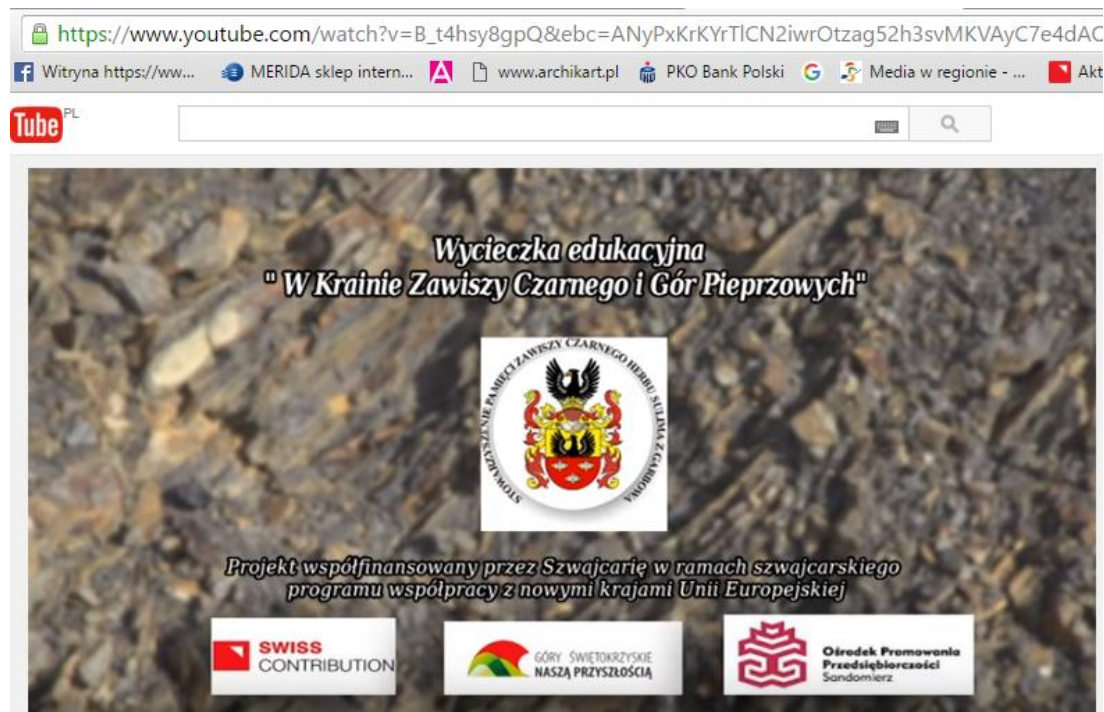 https://www.youtube.com/watch?v=B_t4hsy8gpQ&ebc=ANyPxKrKYrTlCN2iwrOtzag52h3svMKVAyC7e4dAC
Witryna https://ww... MERIDA sklep intern... www.archikart.pl PKO Bank Polski G Media w regionie - ... Akt
Tube PL
Wycieczka edukacyjna
" W Krainie Zawiszy Czarnego i Gór Pieprzowych"
STOWARZYSZENIE PAMIĘCI ZAWISZY CZARNEGO HERBU SULIMA Z GARBOWA
Projekt współfinansowany przez Szwajcarię w ramach szwajcarskiego
programu współpracy z nowymi krajami Unii Europejskiej
SWISS
CONTRIBUTION
GÓRY ŚWIĘTOKRZYSKIE
NASZĄ PRZYSZŁOŚCIĄ
Ośrodek Promowania
Przedsiębiorczości
Sandomierz